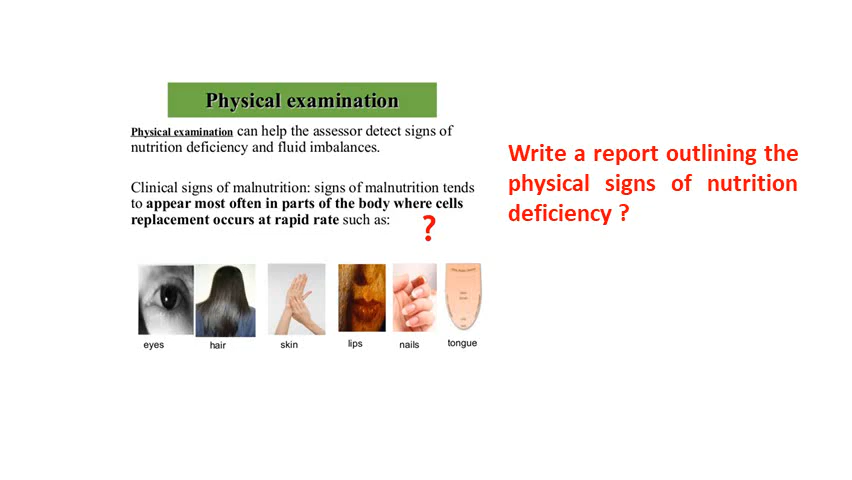 Physical examination
Physical examination can help the assessor detect signs of
nutrition deficiency and fluid imbalances.
Clinical signs of malnutrition: signs of malnutrition tends
to appear most often in parts of the body where cells
replacement occurs at rapid rate such as:
?
eyes
hair
skin
lips
nails
tongue
Write a report outlining the
physical signs of nutrition
deficiency ?